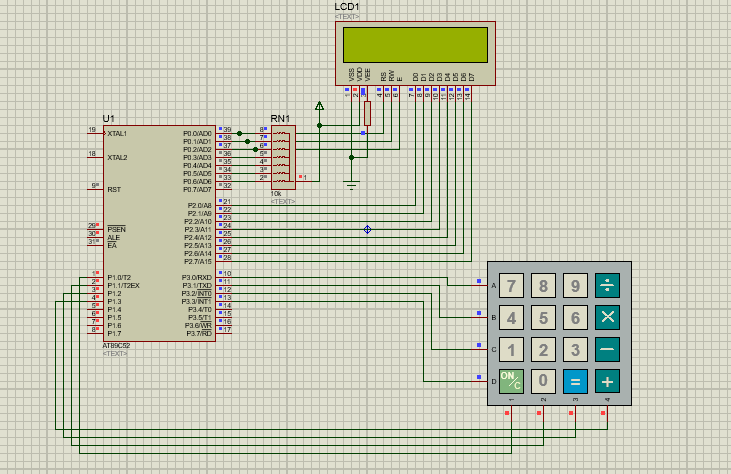 LCD1
<TEXT>
VSS VDD VEE RS RW E D0 D1 D2 D3 D4 D5 D6 D7
1 2 3 4 5 6 7 8 9 10 11 12 13 14
U1
RN1
19 XTAL1 P0.0/AD0 39 8
P0.1/AD1 38 7
P0.2/AD2 37 6
18 XTAL2 P0.3/AD3 36 5
P0.4/AD4 35 4
P0.5/AD5 34 3
P0.6/AD6 33 2 1
9 RST P0.7/AD7 32
10k
<TEXT>
P2.0/A8 21
P2.1/A9 22
P2.2/A10 23
29 PSEN P2.3/A11 24
30 ALE P2.4/A12 25
31 EA P2.5/A13 26
P2.6/A14 27
P2.7/A15 28
1 P1.0/T2 P3.0/RXD 10
2 P1.1/T2EX P3.1/TXD 11
3 P1.2 P3.2/INT0 12
4 P1.3 P3.3/INT1 13
5 P1.4 P3.4/T0 14
6 P1.5 P3.5/T1 15
7 P1.6 P3.6/WR 16
8 P1.7 P3.7/RD 17
AT89C52
<TEXT>
A 7 8 9 ÷
B 4 5 6 ×
C 1 2 3 −
D ON/C 0 = +
1 2 3 4